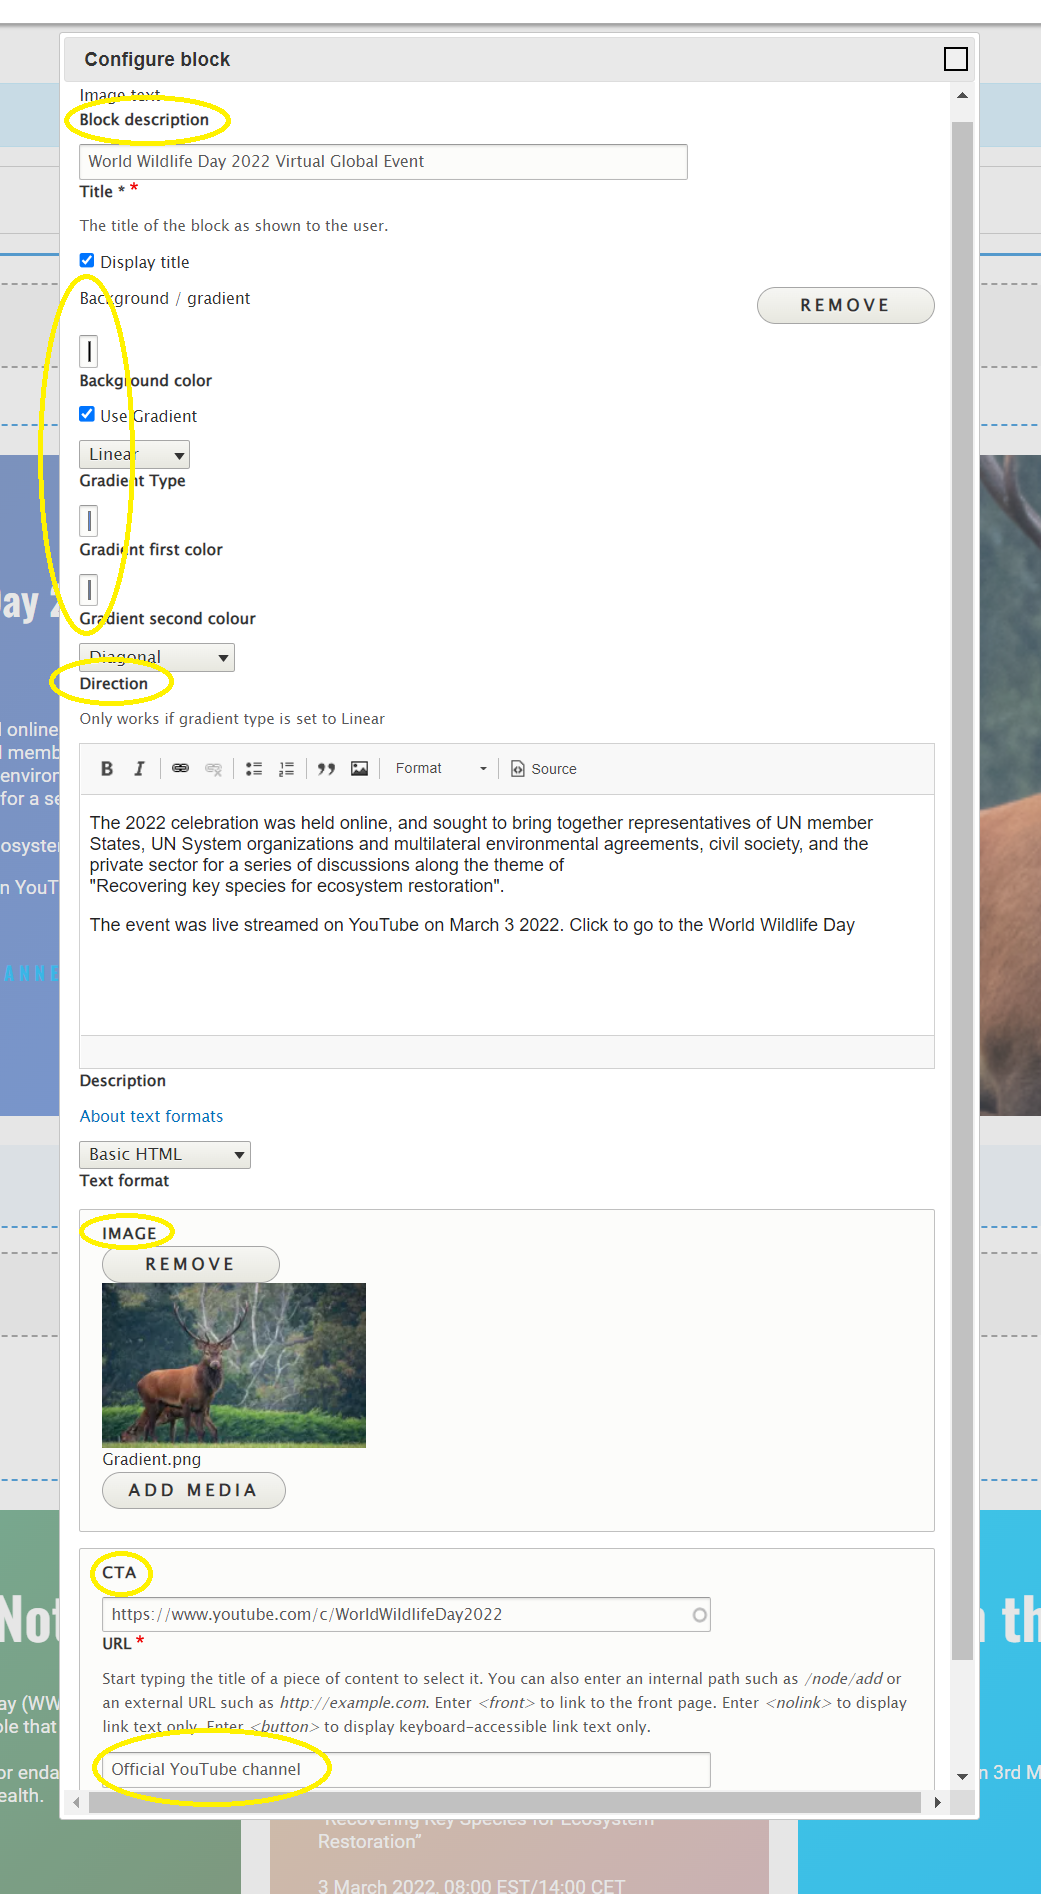 Configure block
Image text
Block description
World Wildlife Day 2022 Virtual Global Event
Title * *
The title of the block as shown to the user.
Display title
Background / gradient
REMOVE
Background color
Use Gradient
Linear
Gradient Type
Gradient first color
Day 2
Gradient second colour
Diagonal
Direction
Only works if gradient type is set to Linear
online
memb
environ
for a se
osyste
n YouT
ANNE
B I Format Source
The 2022 celebration was held online, and sought to bring together representatives of UN member
States, UN System organizations and multilateral environmental agreements, civil society, and the
private sector for a series of discussions along the theme of
"Recovering key species for ecosystem restoration".
The event was live streamed on YouTube on March 3 2022. Click to go to the World Wildlife Day
Description
About text formats
Basic HTML
Text format
IMAGE
REMOVE
Gradient.png
ADD MEDIA
CTA
https://www.youtube.com/c/WorldWildlifeDay2022
URL *
Start typing the title of a piece of content to select it. You can also enter an internal path such as /node/add or
an external URL such as http://example.com. Enter <front> to link to the front page. Enter <nolink> to display
link text only. Enter <button> to display keyboard-accessible link text only.
Official YouTube channel
Not
th
ay (WW
ole that
or enda
ealth.
n 3rd M
"Recovering Key Species for Ecosystem
Restoration"
3 March 2022, 08:00 EST/14:00 CET